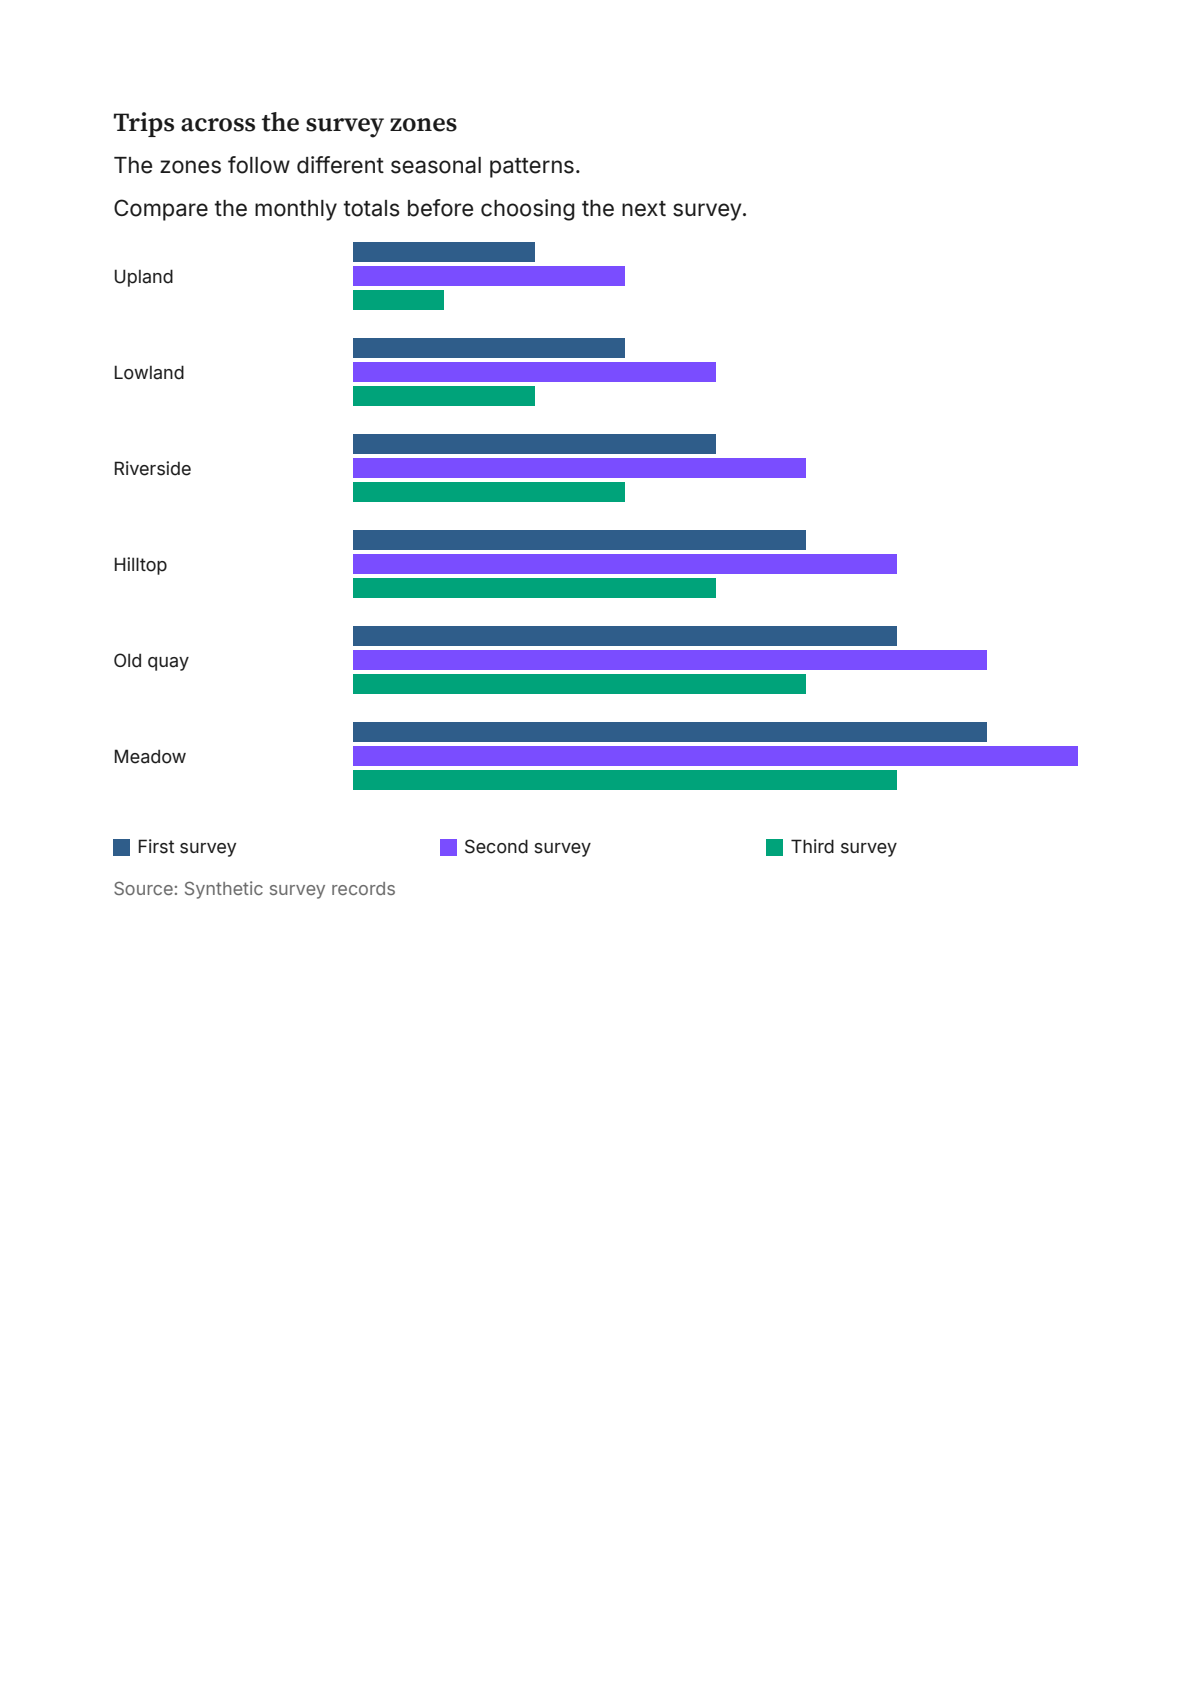 Trips across the survey zones
The zones follow different seasonal patterns.
Compare the monthly totals before choosing the next survey.
Upland
Lowland
Riverside
Hilltop
Old quay
Meadow
First survey
Second survey
Third survey
Source: Synthetic survey records